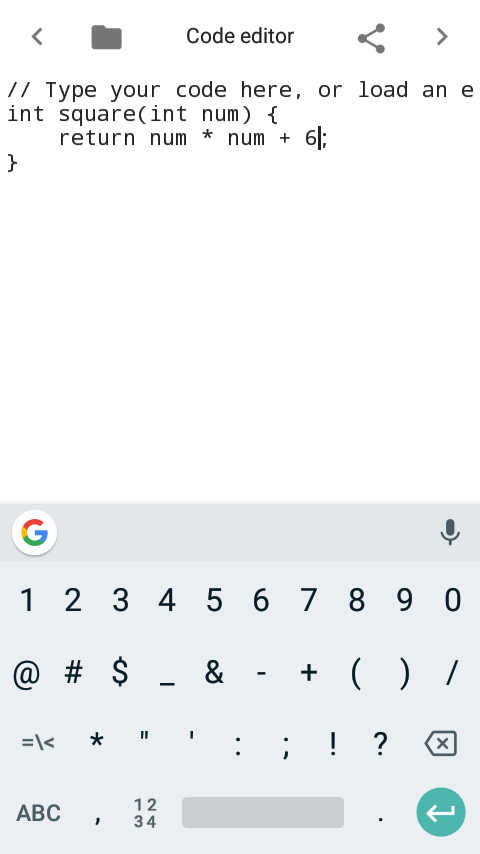 Code editor
// Type your code here, or load an e
int square(int num) {
    return num * num + 6;
}
1 2 3 4 5 6 7 8 9 0
@ # $ _ & - + ( ) /
=\< * " ' : ; ! ?
ABC , 12 34 .